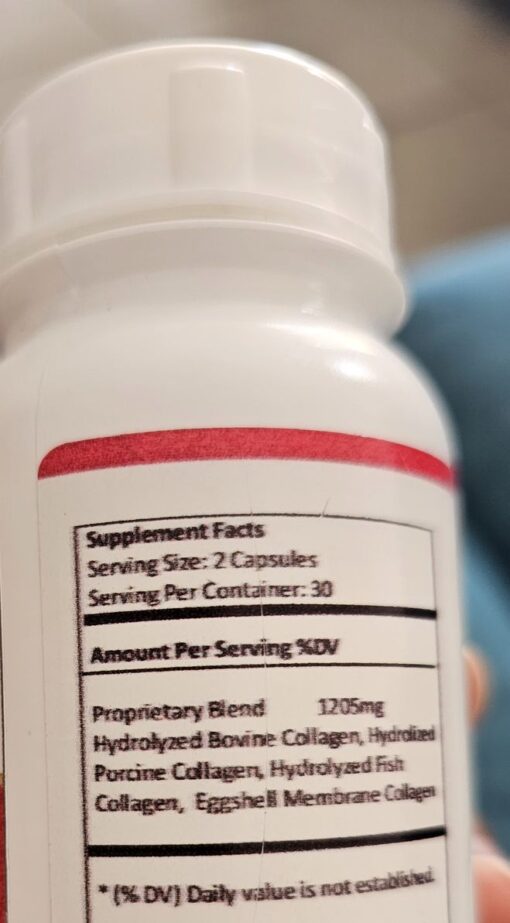 Supplement Facts
Serving Size: 2 Capsules
Serving Per Container: 30
Amount Per Serving %DV
Proprietary Blend 1205mg
Hydrolyzed Bovine Collagen, Hydrolized
Porcine Collagen, Hydrolyzed Fish
Collagen, Eggshell Membrane Collagen
* (% DV) Daily value is not established.